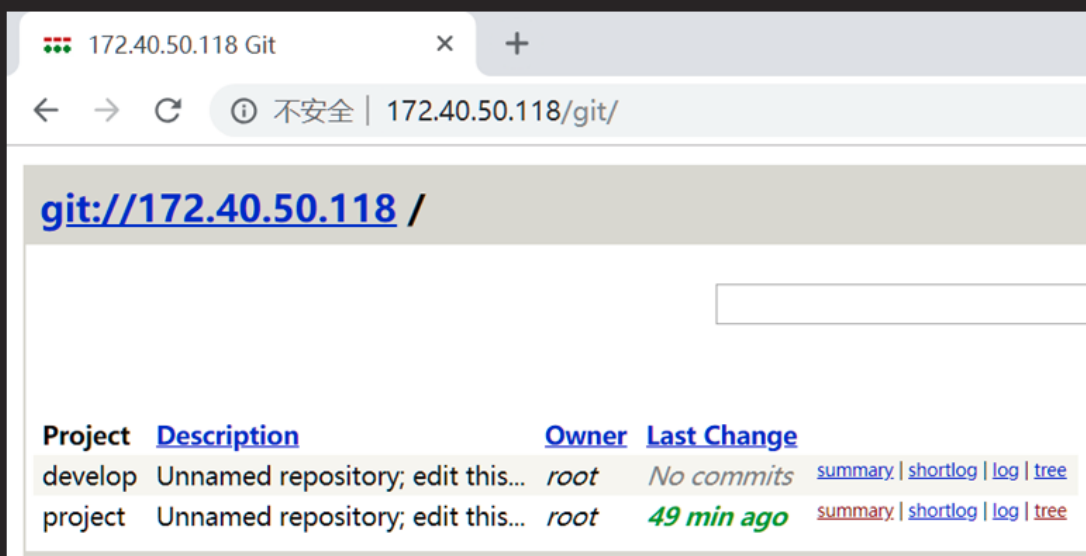 172.40.50.118 Git
不安全 | 172.40.50.118/git/
git://172.40.50.118 /
Project Description Owner Last Change
develop Unnamed repository; edit this... root No commits summary | shortlog | log | tree
project Unnamed repository; edit this... root 49 min ago summary | shortlog | log | tree